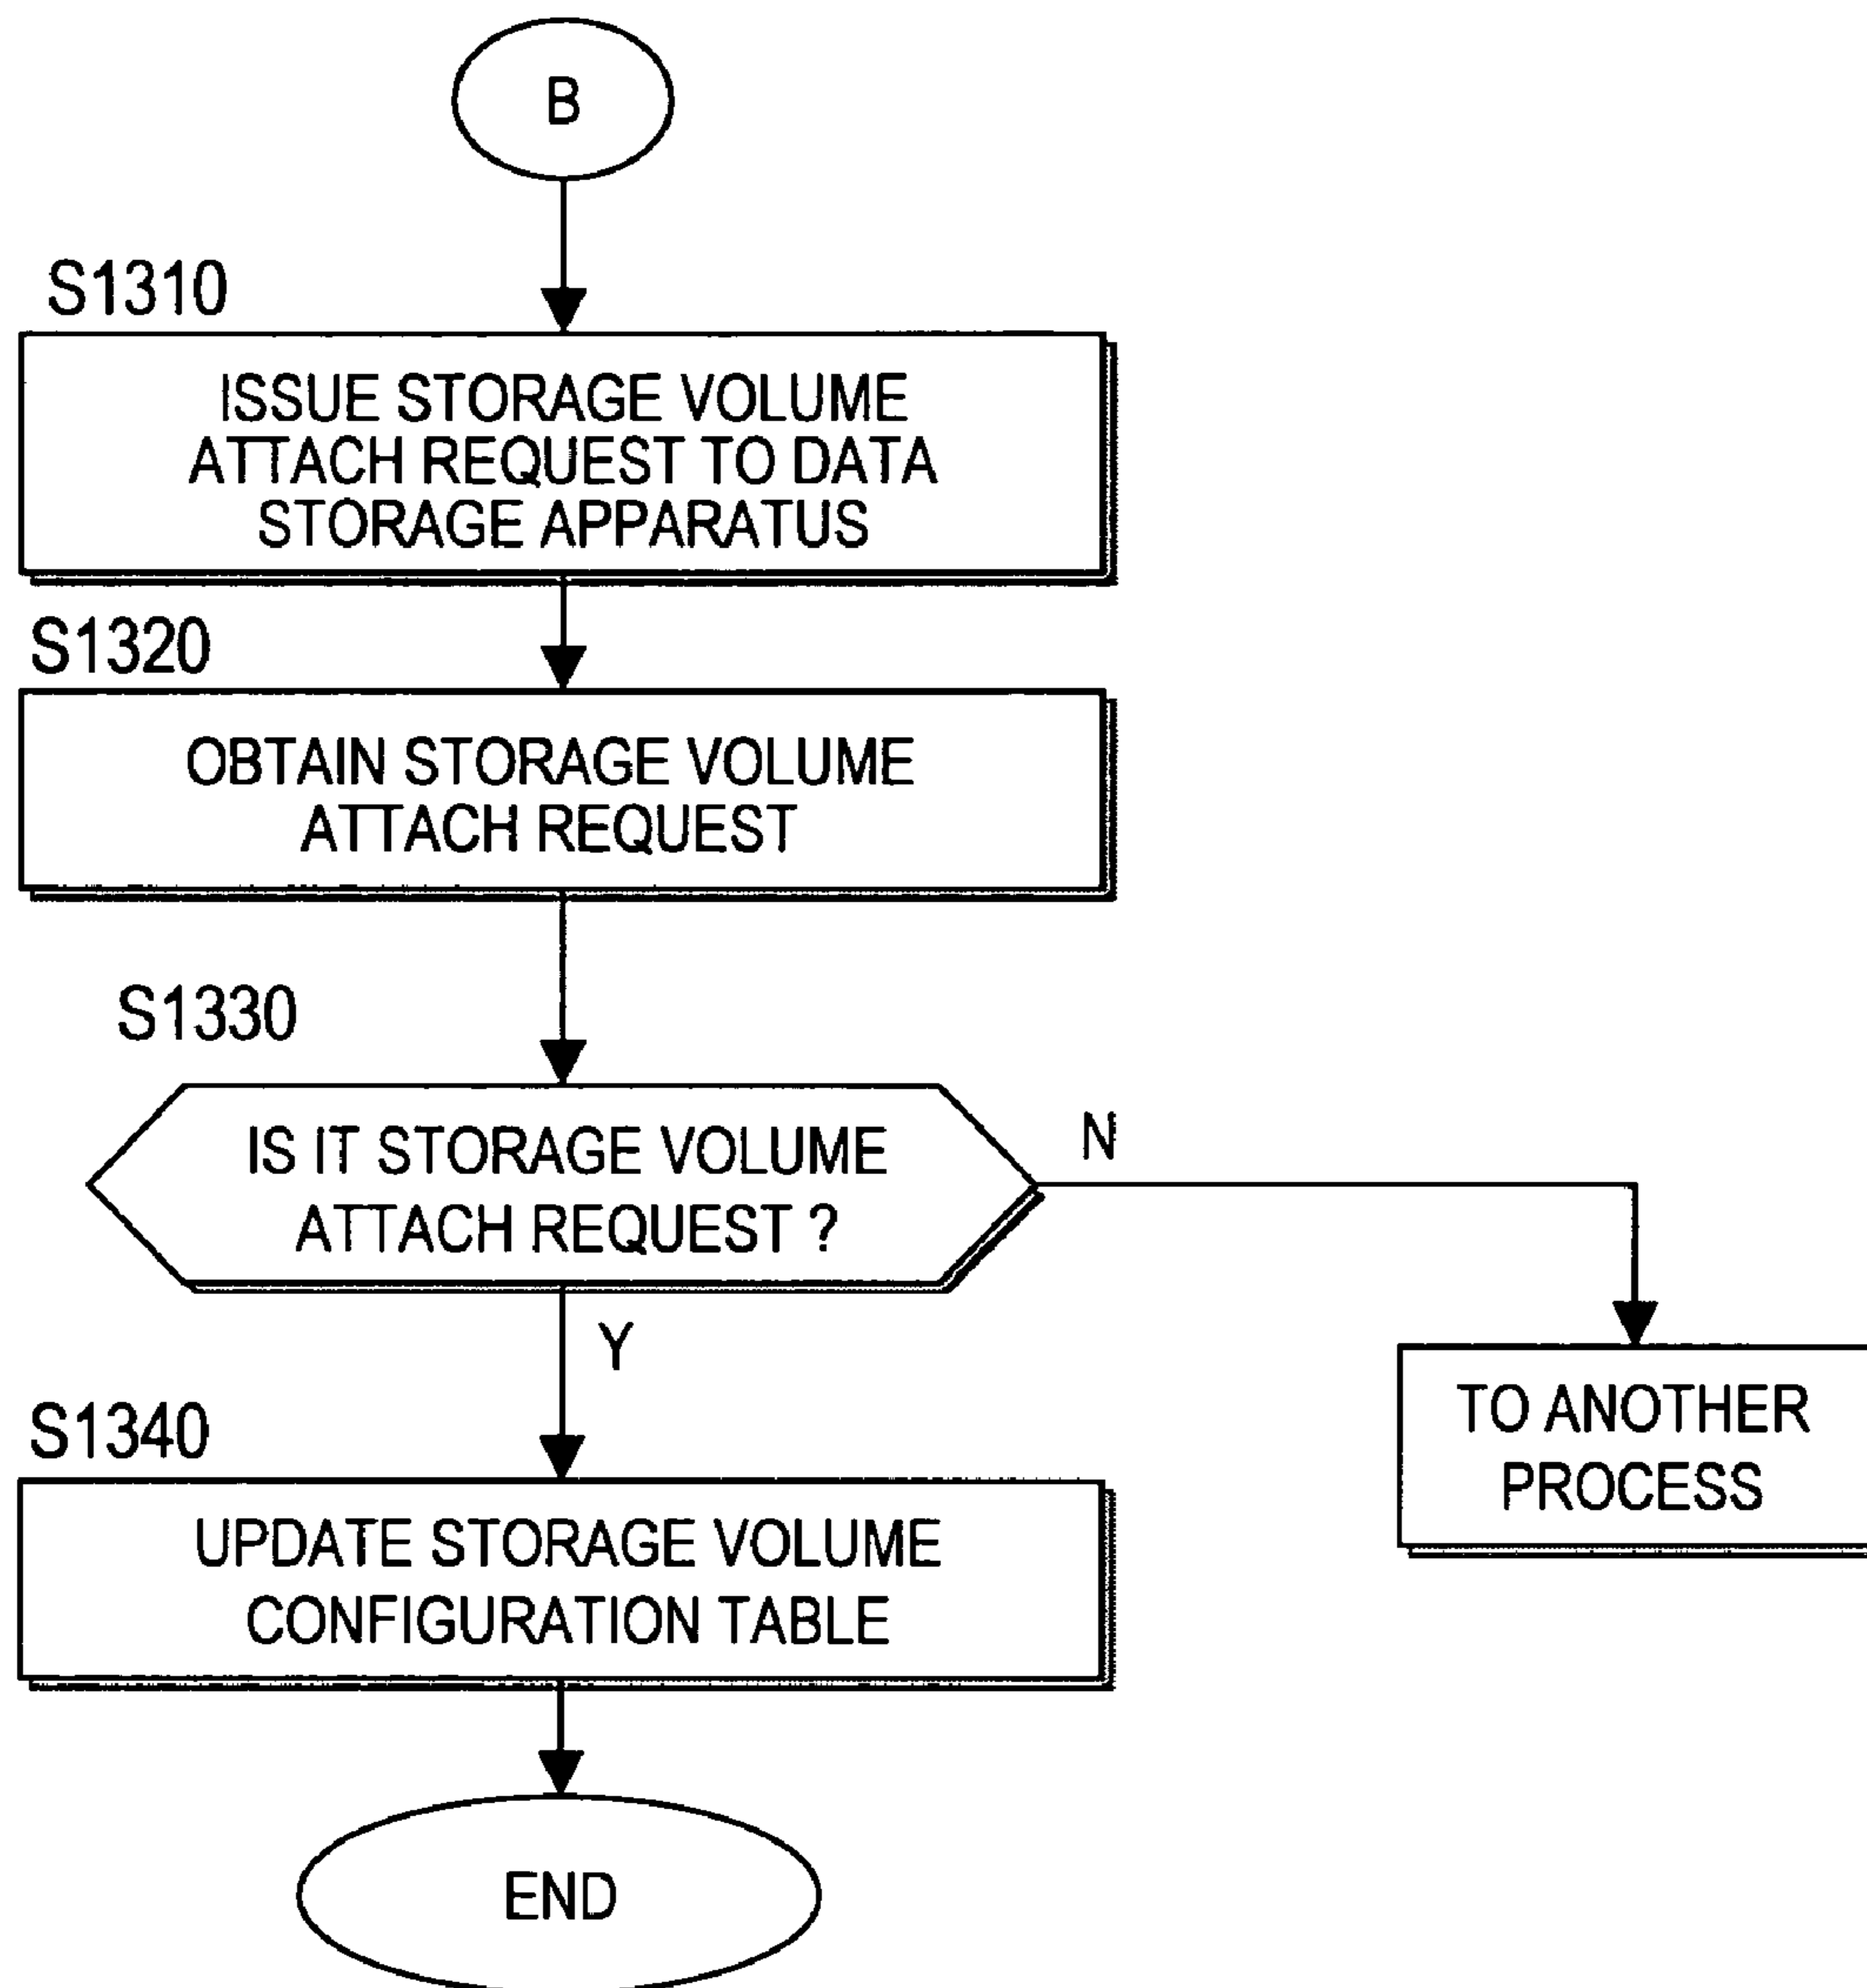 B
S1310
ISSUE STORAGE VOLUME
ATTACH REQUEST TO DATA
STORAGE APPARATUS
S1320
OBTAIN STORAGE VOLUME
ATTACH REQUEST
S1330
IS IT STORAGE VOLUME
ATTACH REQUEST ?
N
Y
TO ANOTHER
PROCESS
S1340
UPDATE STORAGE VOLUME
CONFIGURATION TABLE
END